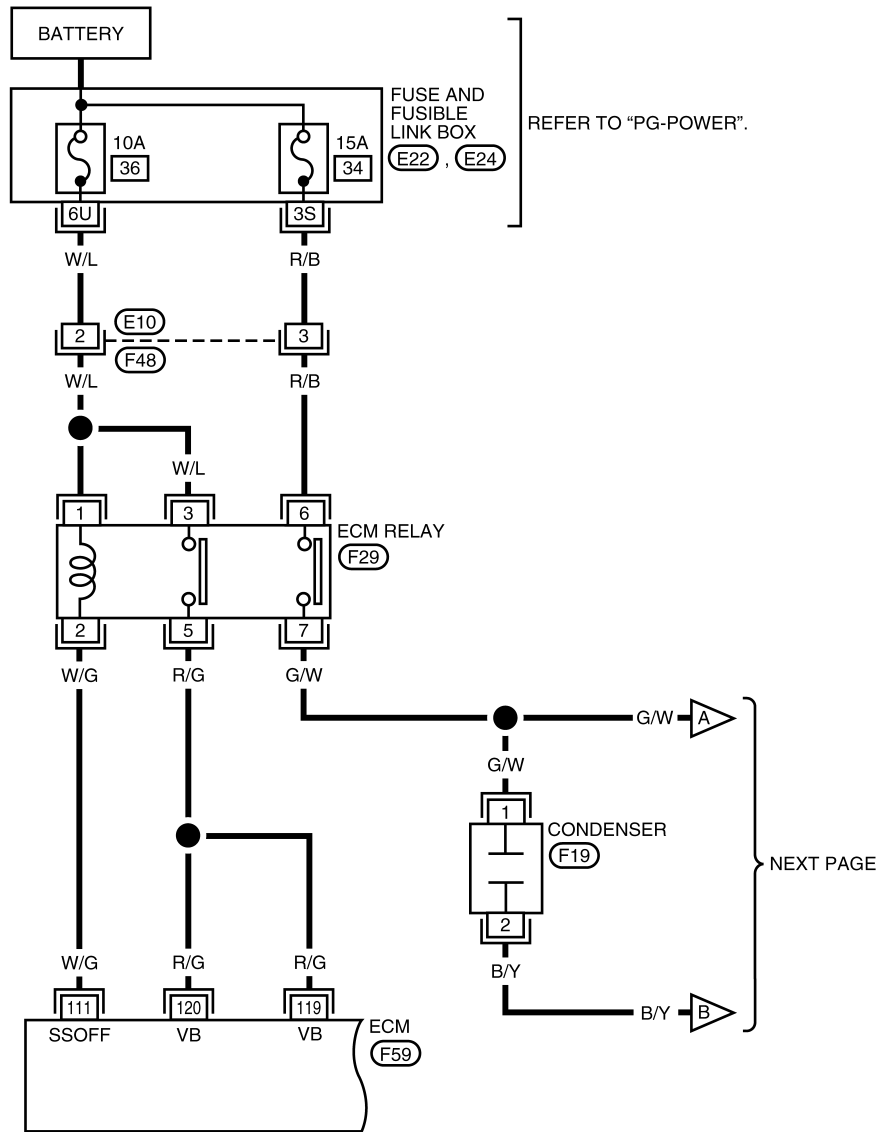 BATTERY
FUSE AND
FUSIBLE
LINK BOX
E22 , E24
REFER TO “PG-POWER”.
10A
36
15A
34
6U
3S
W/L
R/B
2
E10
F48
3
W/L
R/B
W/L
1
3
6
ECM RELAY
F29
2
5
7
W/G
R/G
G/W
G/W
A
G/W
1
CONDENSER
F19
2
NEXT PAGE
B/Y
B/Y
B
W/G
R/G
R/G
111
120
119
SSOFF
VB
VB
ECM
F59